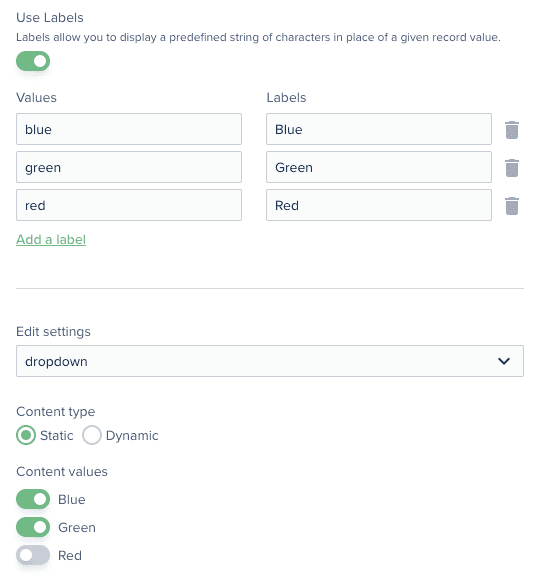 Use Labels
Labels allow you to display a predefined string of characters in place of a given record value.
Values Labels
blue Blue
green Green
red Red
Add a label
Edit settings
dropdown
Content type
Static Dynamic
Content values
Blue
Green
Red